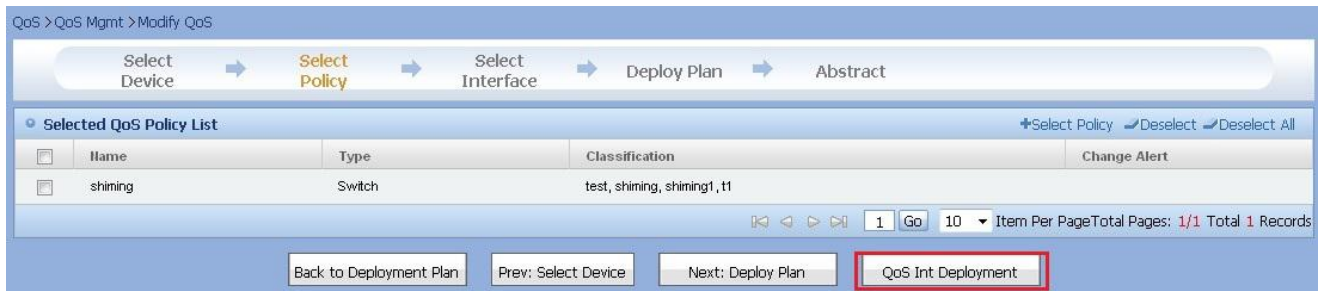 QoS > QoS Mgmt > Modify QoS
Select Device Select Policy Select Interface Deploy Plan Abstract
Selected QoS Policy List Select Policy Deselect Deselect All
Name Type Classification Change Alert
shiming Switch test, shiming, shiming1, t1
1 Go 10 Item Per PageTotal Pages: 1/1 Total 1 Records
Back to Deployment Plan Prev: Select Device Next: Deploy Plan QoS Int Deployment